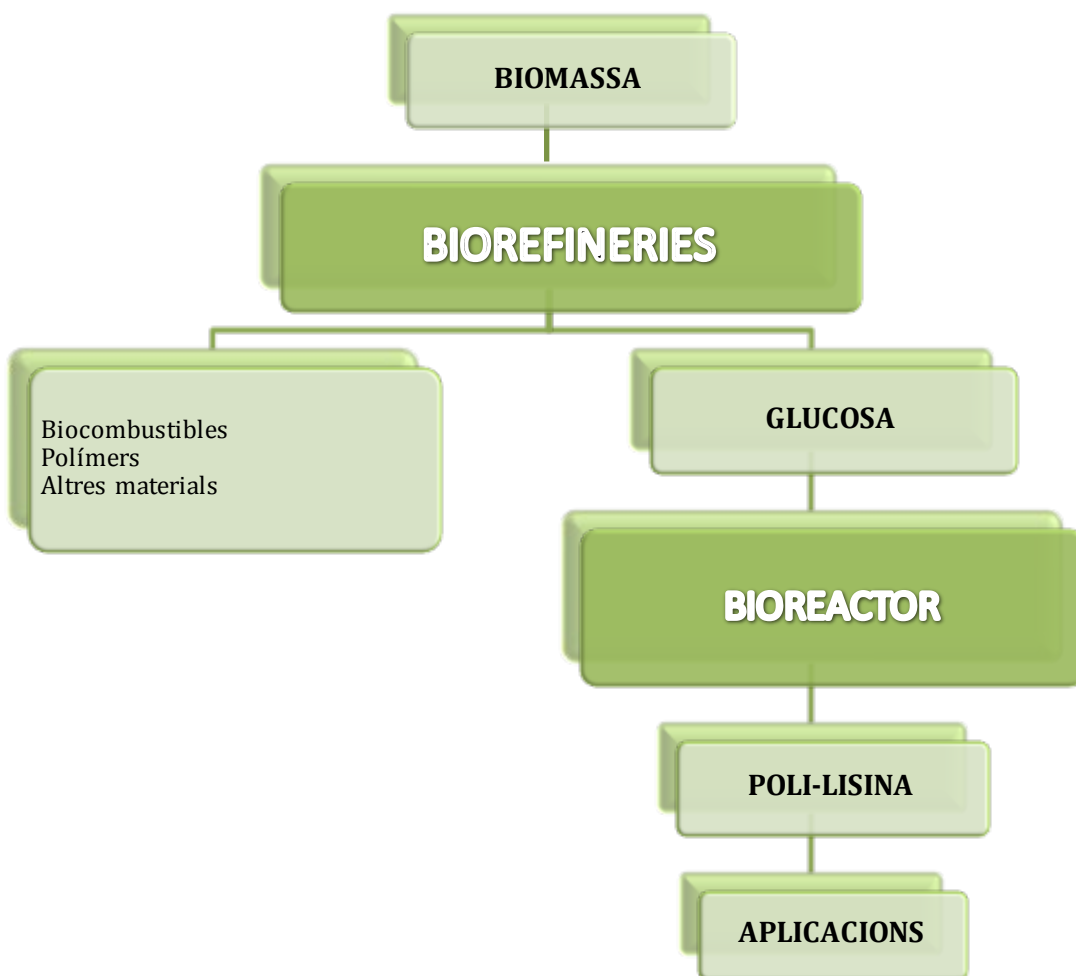 BIOMASSA
BIOREFINERIES
Biocombustibles
Polímers
Altres materials
GLUCOSA
BIOREACTOR
POLI-LISINA
APLICACIONS